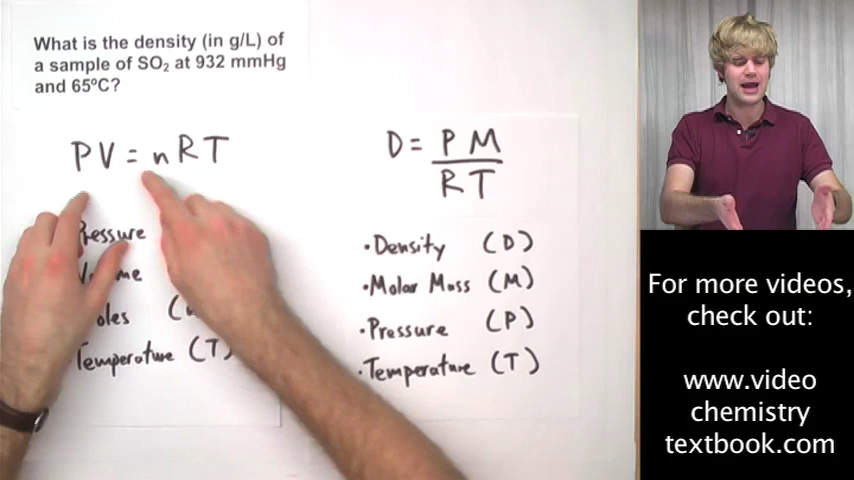 What is the density (in g/L) of
a sample of SO₂ at 932 mmHg
and 65ºC?
PV = nRT
Temperature (T)
D = PM
RT
• Density (D)
• Molar Mass (M)
• Pressure (P)
• Temperature (T)
For more videos,
check out:
www.video
chemistry
textbook.com